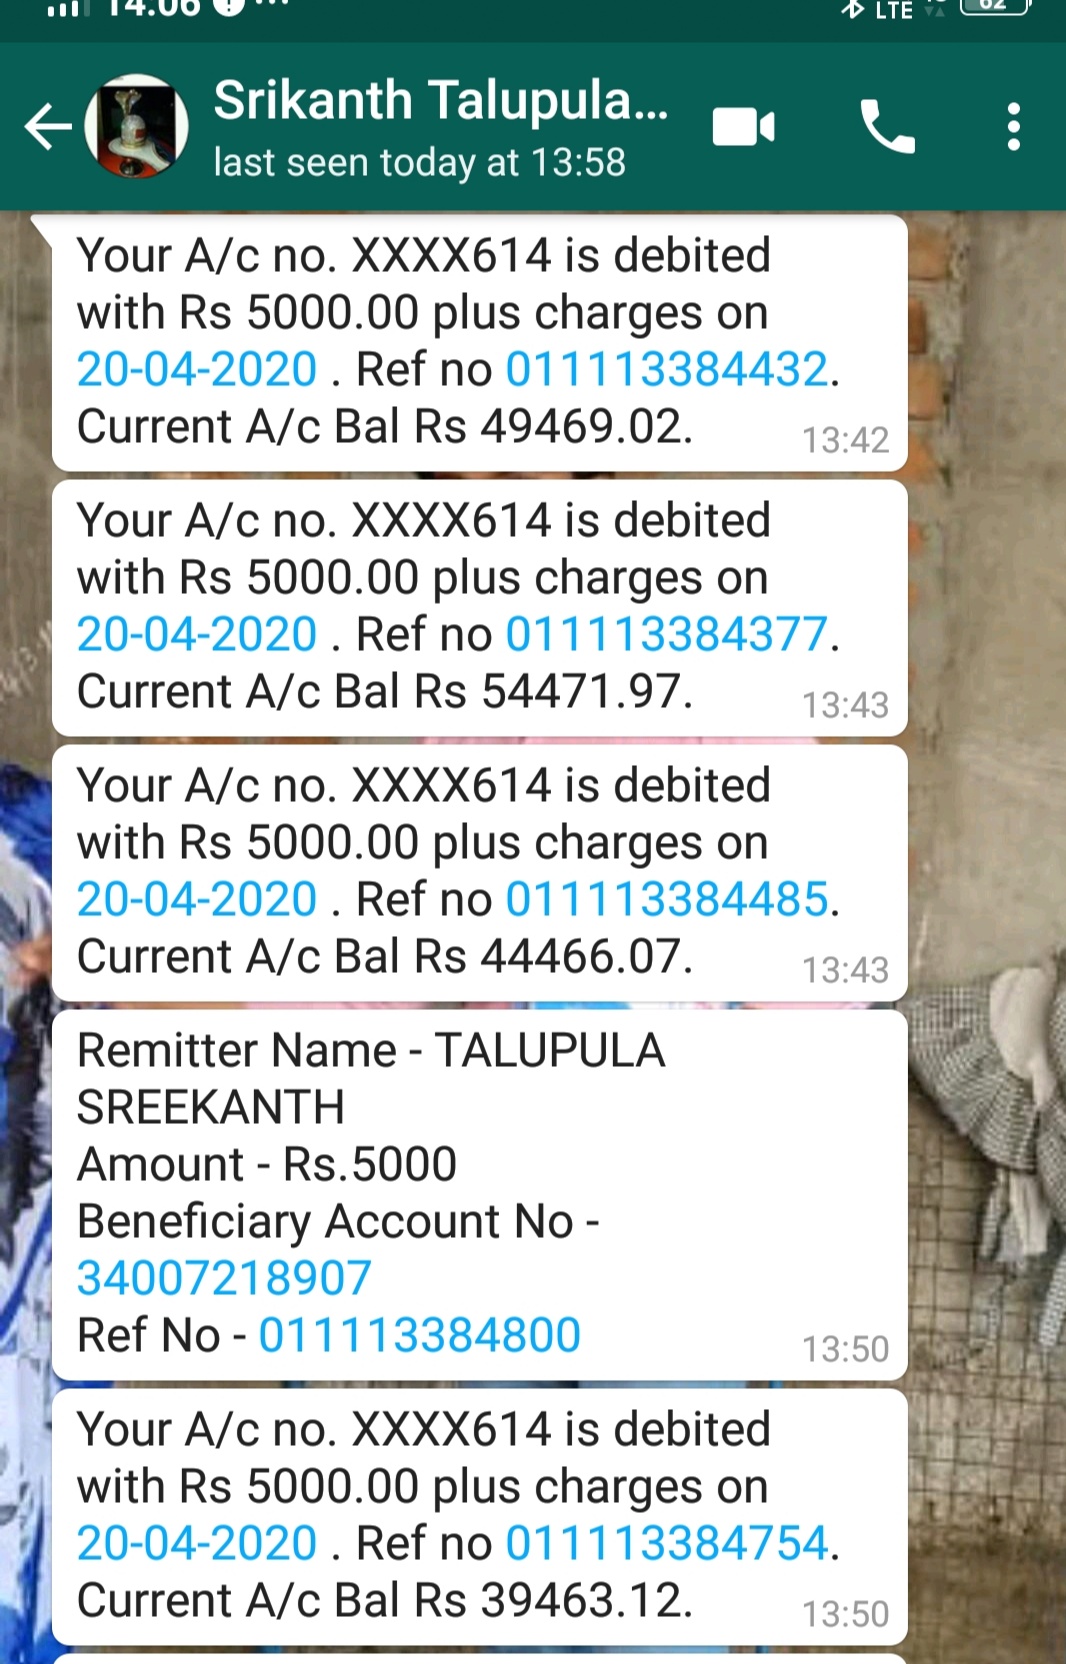 14:06
LTE
62
Srikanth Talupula...
last seen today at 13:58
Your A/c no. XXXX614 is debited
with Rs 5000.00 plus charges on
20-04-2020 . Ref no 011113384432.
Current A/c Bal Rs 49469.02.
13:42
Your A/c no. XXXX614 is debited
with Rs 5000.00 plus charges on
20-04-2020 . Ref no 011113384377.
Current A/c Bal Rs 54471.97.
13:43
Your A/c no. XXXX614 is debited
with Rs 5000.00 plus charges on
20-04-2020 . Ref no 011113384485.
Current A/c Bal Rs 44466.07.
13:43
Remitter Name - TALUPULA
SREEKANTH
Amount - Rs.5000
Beneficiary Account No -
34007218907
Ref No - 011113384800
13:50
Your A/c no. XXXX614 is debited
with Rs 5000.00 plus charges on
20-04-2020 . Ref no 011113384754.
Current A/c Bal Rs 39463.12.
13:50